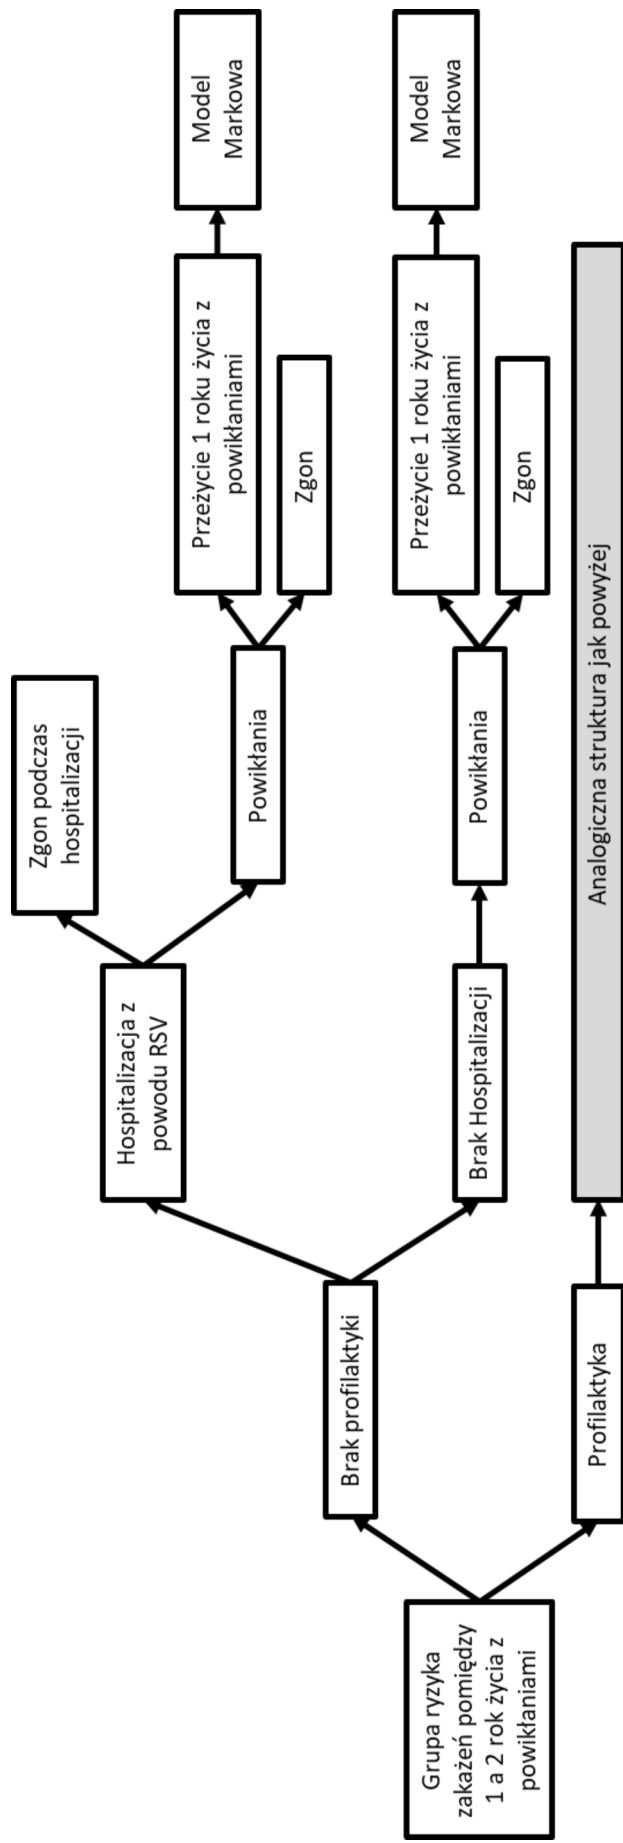 Grupa ryzyka
zakażeń pomiędzy
1 a 2 rok życia z
powikłaniami
Brak profilaktyki
Hospitalizacja z
powodu RSV
Zgon podczas
hospitalizacji
Powikłania
Przeżycie 1 roku życia z
powikłaniami
Model
Markowa
Zgon
Brak Hospitalizacji
Powikłania
Przeżycie 1 roku życia z
powikłaniami
Model
Markowa
Zgon
Profilaktyka
Analogiczna struktura jak powyżej